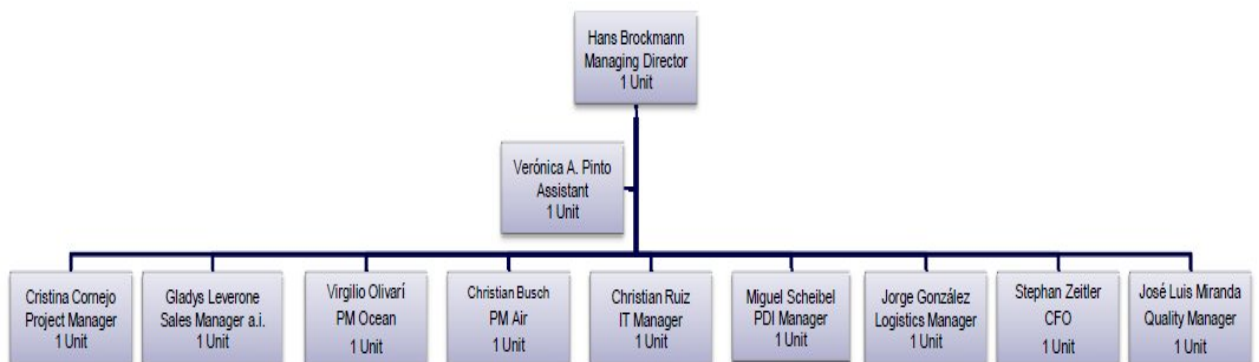 Hans Brockmann
Managing Director
1 Unit
Verónica A. Pinto
Assistant
1 Unit
Cristina Cornejo
Project Manager
1 Unit
Gladys Leverone
Sales Manager a.i.
1 Unit
Virgilio Olivarí
PM Ocean
1 Unit
Christian Busch
PM Air
1 Unit
Christian Ruiz
IT Manager
1 Unit
Miguel Scheibel
PDI Manager
1 Unit
Jorge González
Logistics Manager
1 Unit
Stephan Zeitler
CFO
1 Unit
José Luis Miranda
Quality Manager
1 Unit